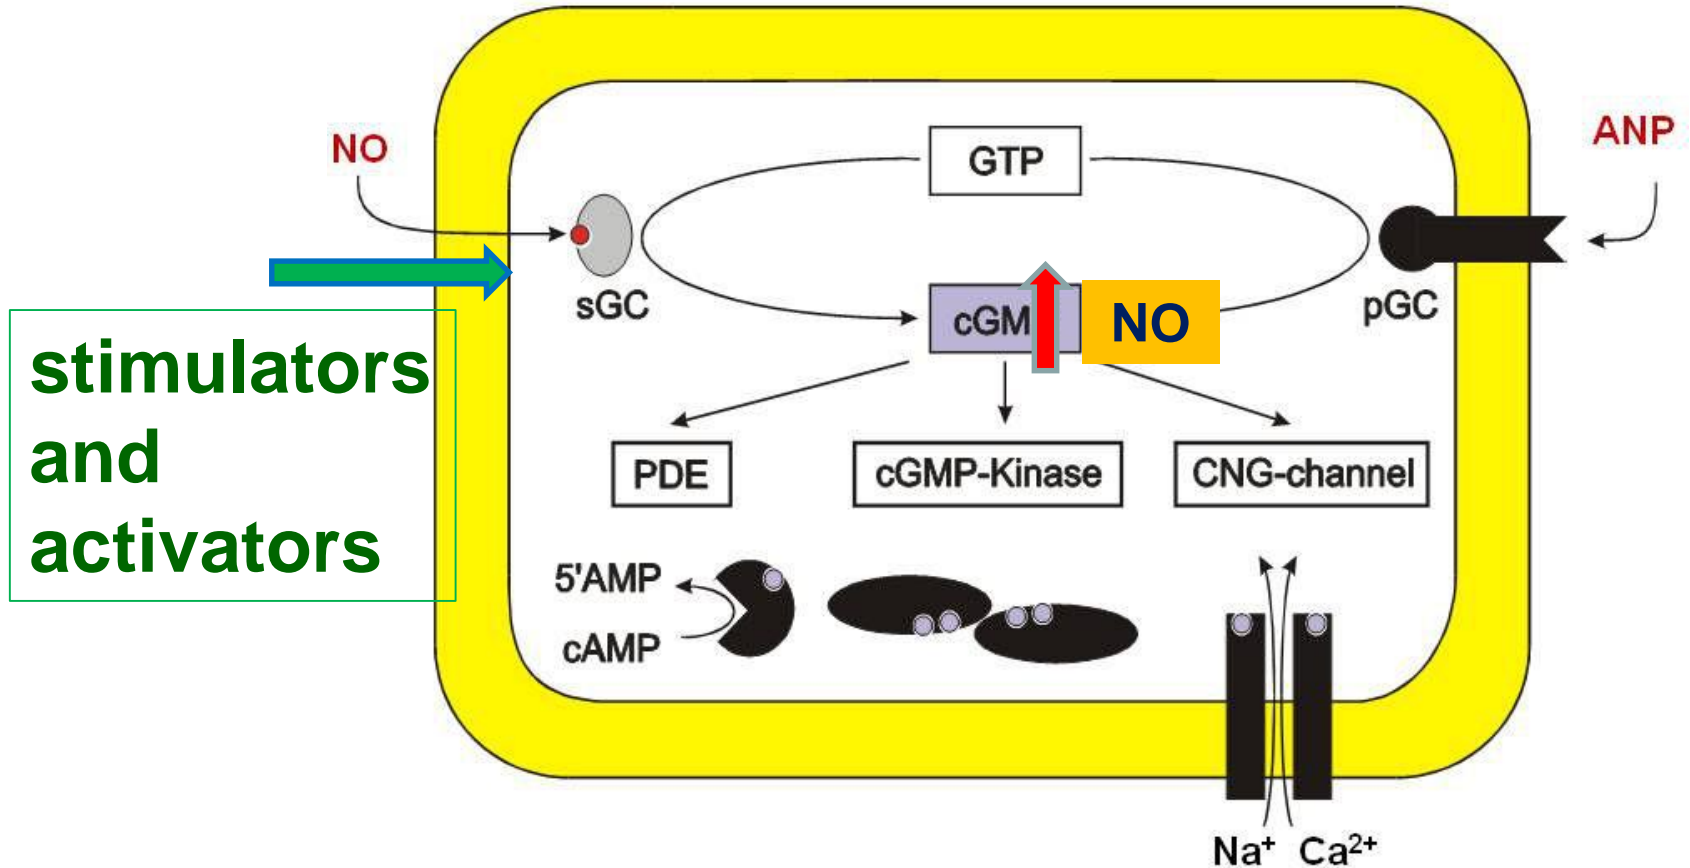 NO
ANP
GTP
sGC
pGC
cGM
NO
stimulators
and
activators
PDE
cGMP-Kinase
CNG-channel
5'AMP
cAMP
Na⁺ Ca²⁺